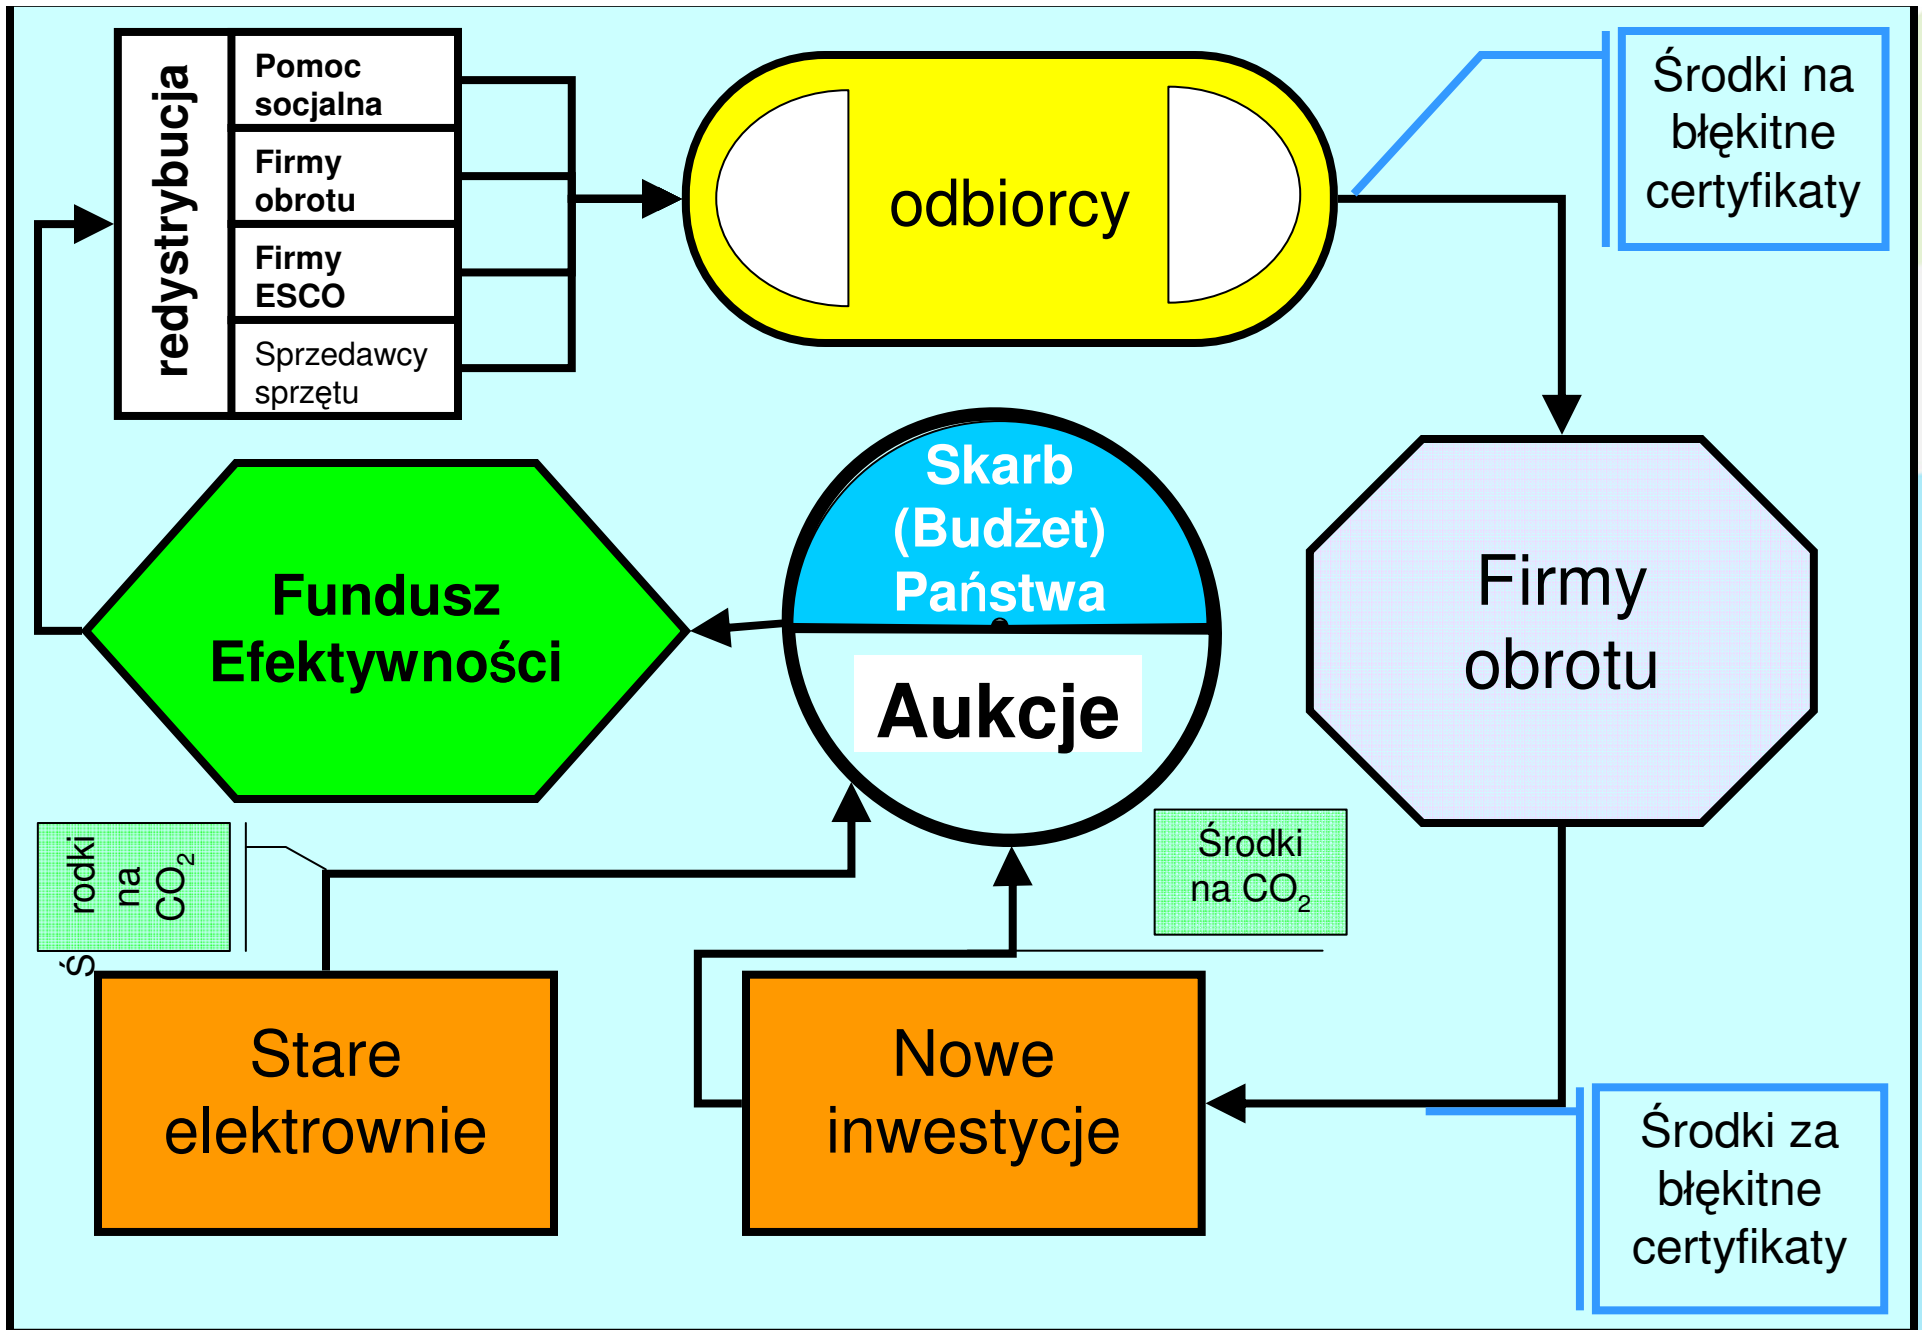 redystrybucja
Pomoc
socjalna
Firmy
obrotu
Firmy
ESCO
Sprzedawcy
sprzętu
odbiorcy
Środki na
błękitne
certyfikaty
Skarb
(Budżet)
Państwa
Aukcje
Fundusz
Efektywności
Firmy
obrotu
Ś rodki
na
CO₂
Środki
na CO₂
Stare
elektrownie
Nowe
inwestycje
Środki za
błękitne
certyfikaty